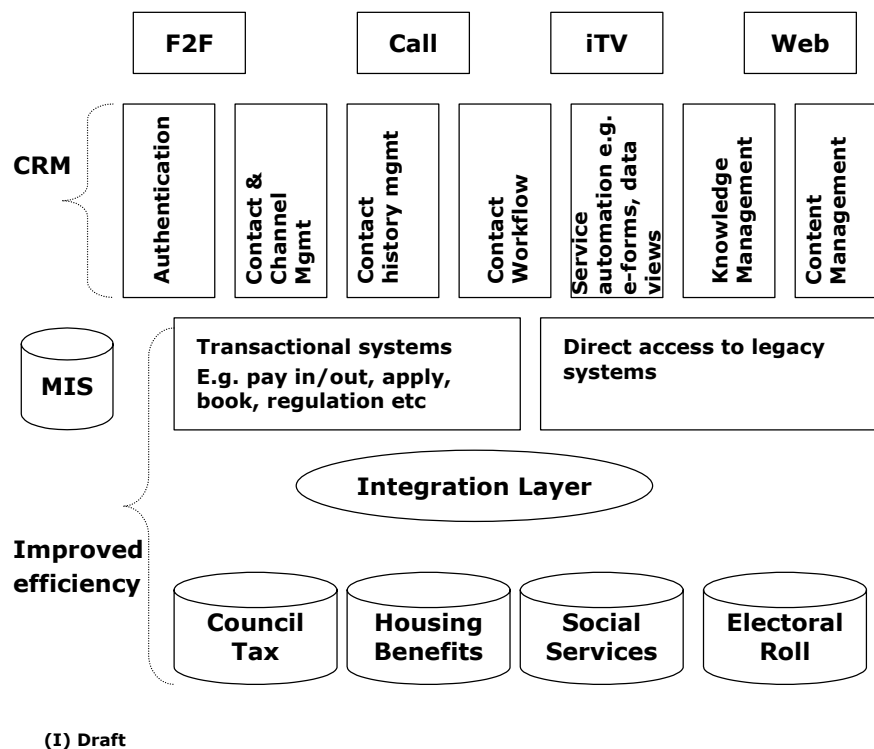 F2F
Call
iTV
Web
CRM
Authentication
Contact &
Channel
Mgmt
Contact
history mgmt
Contact
Workflow
Service
automation e.g.
e-forms, data
views
Knowledge
Management
Content
Management
MIS
Transactional systems
E.g. pay in/out, apply,
book, regulation etc
Direct access to legacy
systems
Integration Layer
Improved
efficiency
Council
Tax
Housing
Benefits
Social
Services
Electoral
Roll
(I) Draft